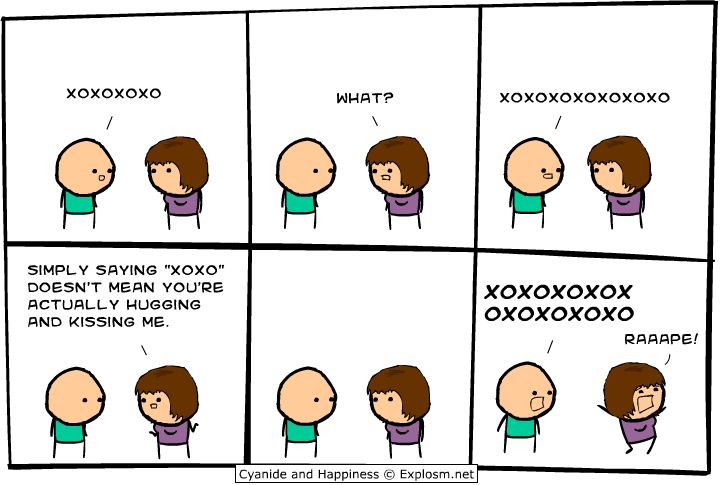 XOXOXOXO
WHAT?
XOXOXOXOXOXOXO
SIMPLY SAYING "XOXO"
DOESN'T MEAN YOU'RE
ACTUALLY HUGGING
AND KISSING ME.
XOXOXOXOX
OXOXOXOXO
RAAAPE!
Cyanide and Happiness © Explosm.net